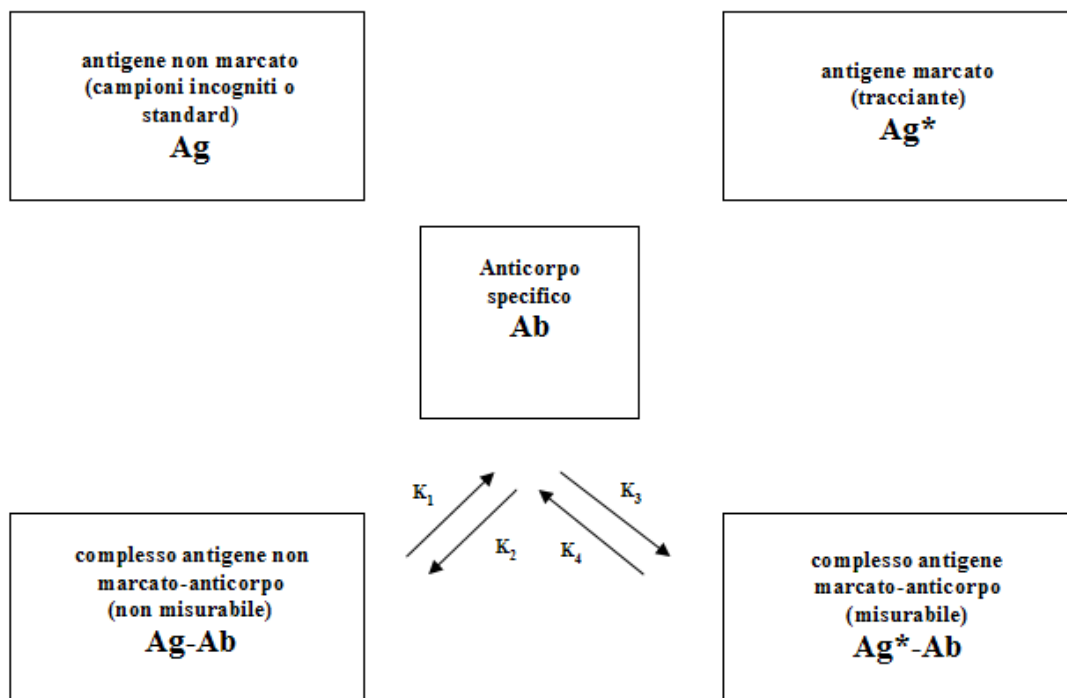 antigene non marcato
(campioni incogniti o
standard)
Ag
antigene marcato
(tracciante)
Ag*
Anticorpo
specifico
Ab
K₁
K₂
K₃
K₄
complesso antigene non
marcato-anticorpo
(non misurabile)
Ag-Ab
complesso antigene
marcato-anticorpo
(misurabile)
Ag*-Ab